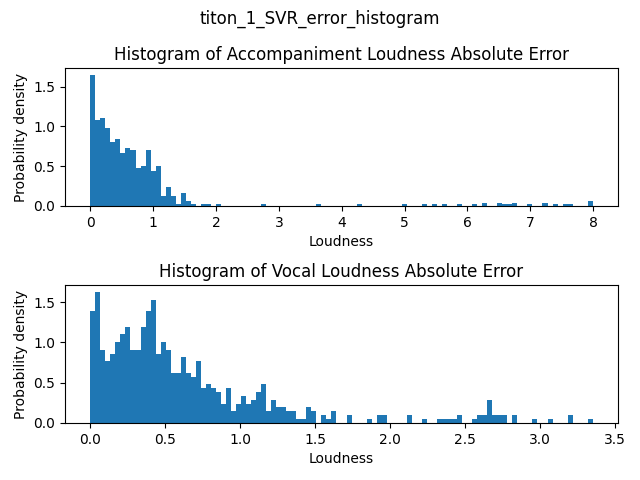 titon_1_SVR_error_histogram
Histogram of Accompaniment Loudness Absolute Error
Probability density
1.5
1.0
0.5
0.0
0 1 2 3 4 5 6 7 8
Loudness
Histogram of Vocal Loudness Absolute Error
Probability density
1.5
1.0
0.5
0.0
0.0 0.5 1.0 1.5 2.0 2.5 3.0 3.5
Loudness